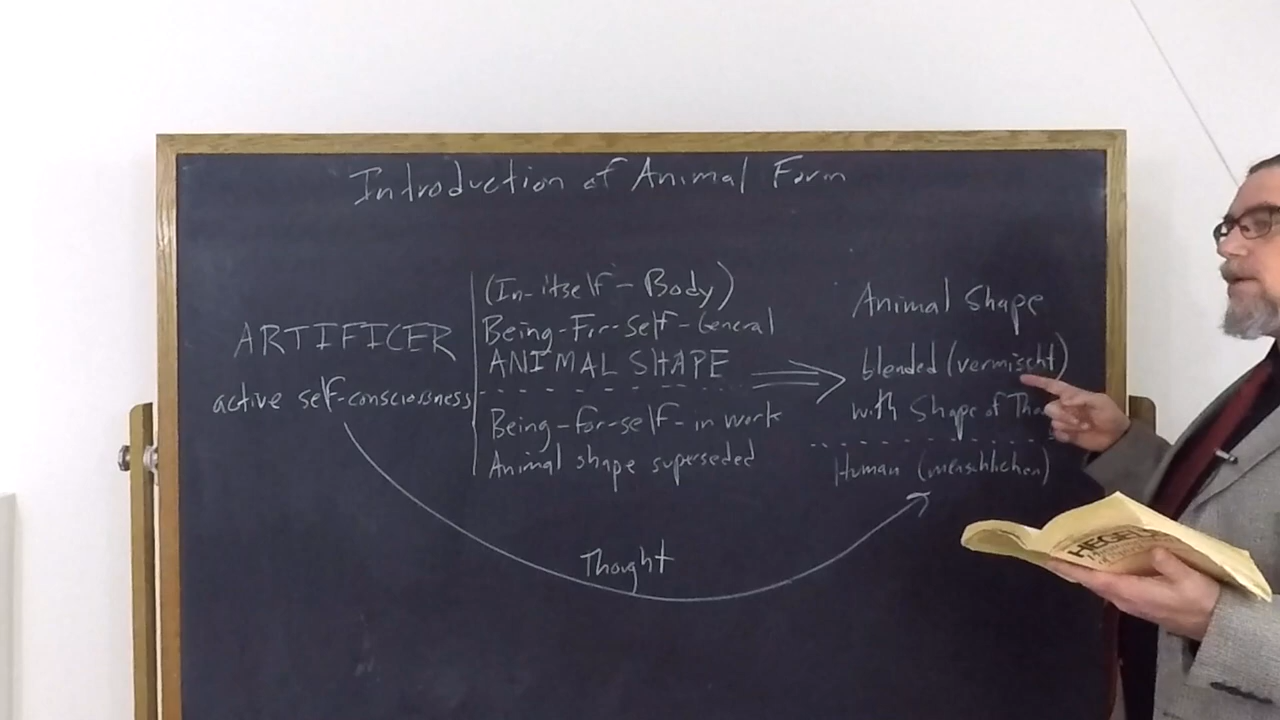 Introduction of Animal Form
ARTIFICER
active self-consciousness
(In-itself - Body)
Being-For-Self-General
ANIMAL SHAPE
Being-for-self-in work
Animal shape superseded
Animal Shape
blended (vermischt)
with Shape of
Human (menschlichen)
Thought
HEGEL